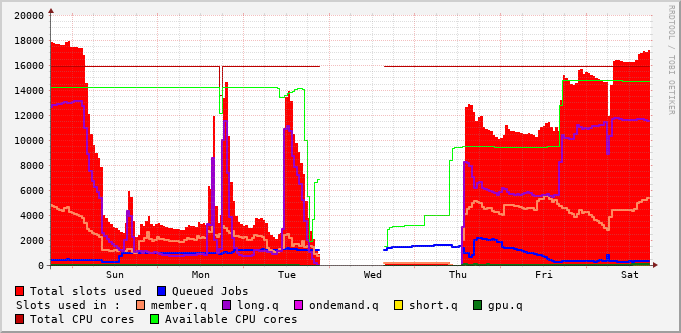 20000
18000
16000
14000
12000
10000
8000
6000
4000
2000
0
Sun Mon Tue Wed Thu Fri Sat
RRDTOOL / TOBI OETIKER
Total slots used Queued Jobs
Slots used in : member.q long.q ondemand.q short.q gpu.q
Total CPU cores Available CPU cores